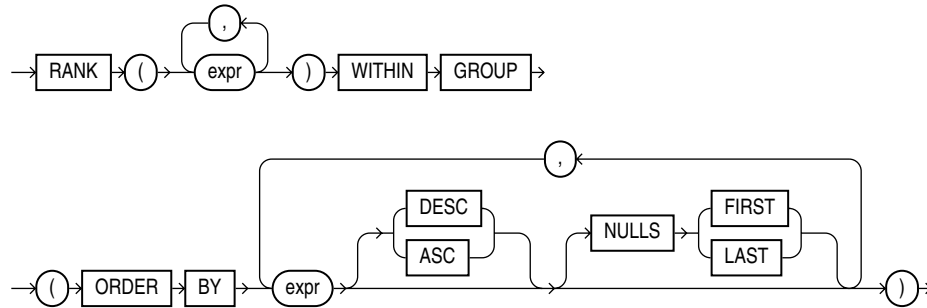 ,
RANK ( expr ) WITHIN GROUP
,
DESC FIRST
NULLS
ASC LAST
( ORDER BY expr )